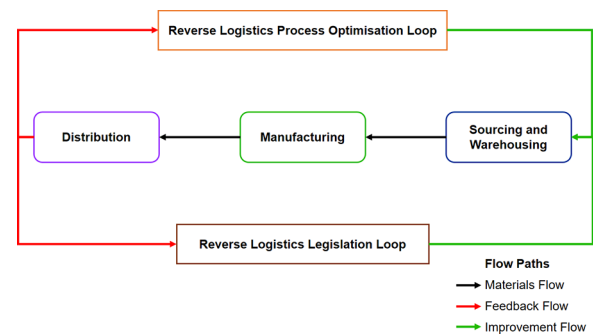 Reverse Logistics Process Optimisation Loop
Distribution
Manufacturing
Sourcing and
Warehousing
Reverse Logistics Legislation Loop
Flow Paths
Materials Flow
Feedback Flow
Improvement Flow